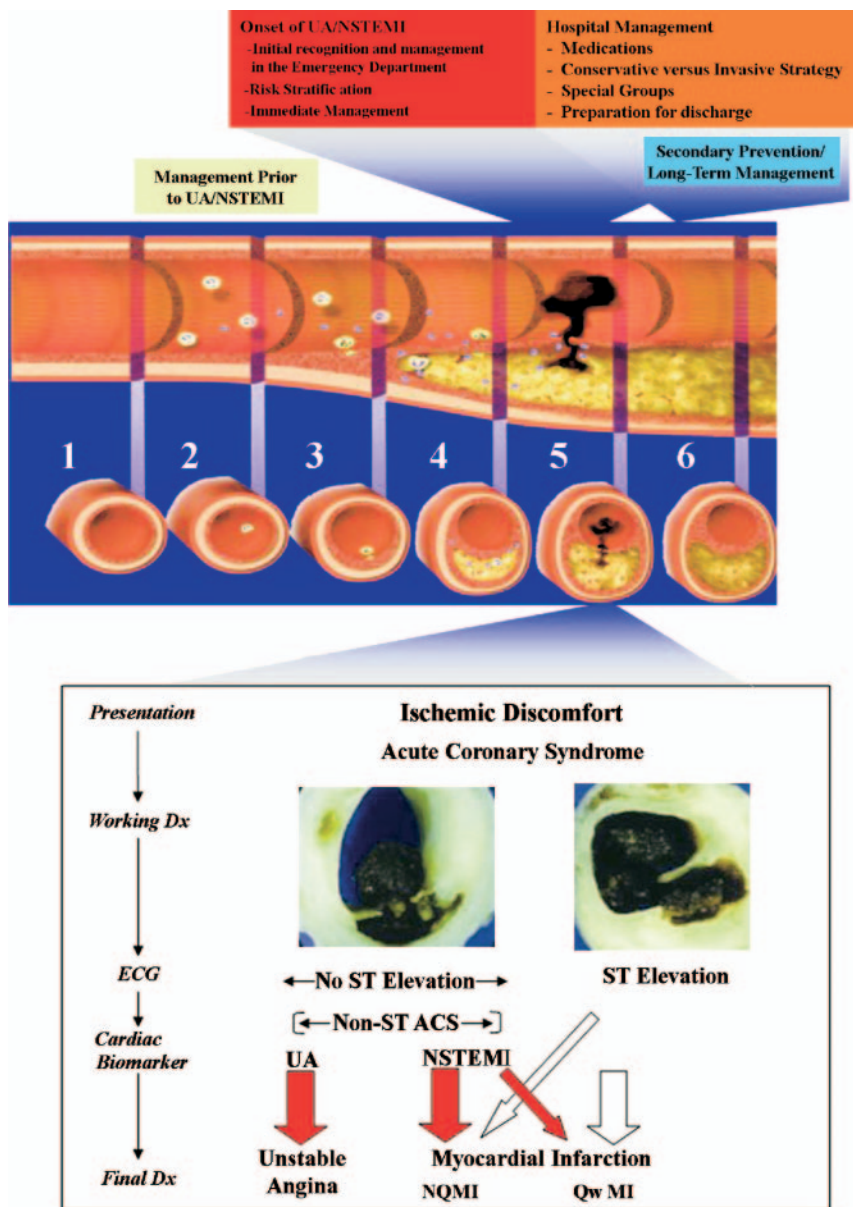 Onset of UA/NSTEMI
-Initial recognition and management
in the Emergency Department
-Risk Stratific ation
-Immediate Management
Hospital Management
- Medications
- Conservative versus Invasive Strategy
- Special Groups
- Preparation for discharge
Secondary Prevention/
Long-Term Management
Management Prior
to UA/NSTEMI
1 2 3 4 5 6
Presentation
Ischemic Discomfort
Acute Coronary Syndrome
Working Dx
ECG
No ST Elevation
ST Elevation
Non-ST ACS
Cardiac
Biomarker
UA
NSTEMI
Final Dx
Unstable
Angina
Myocardial Infarction
NQMI
Qw MI